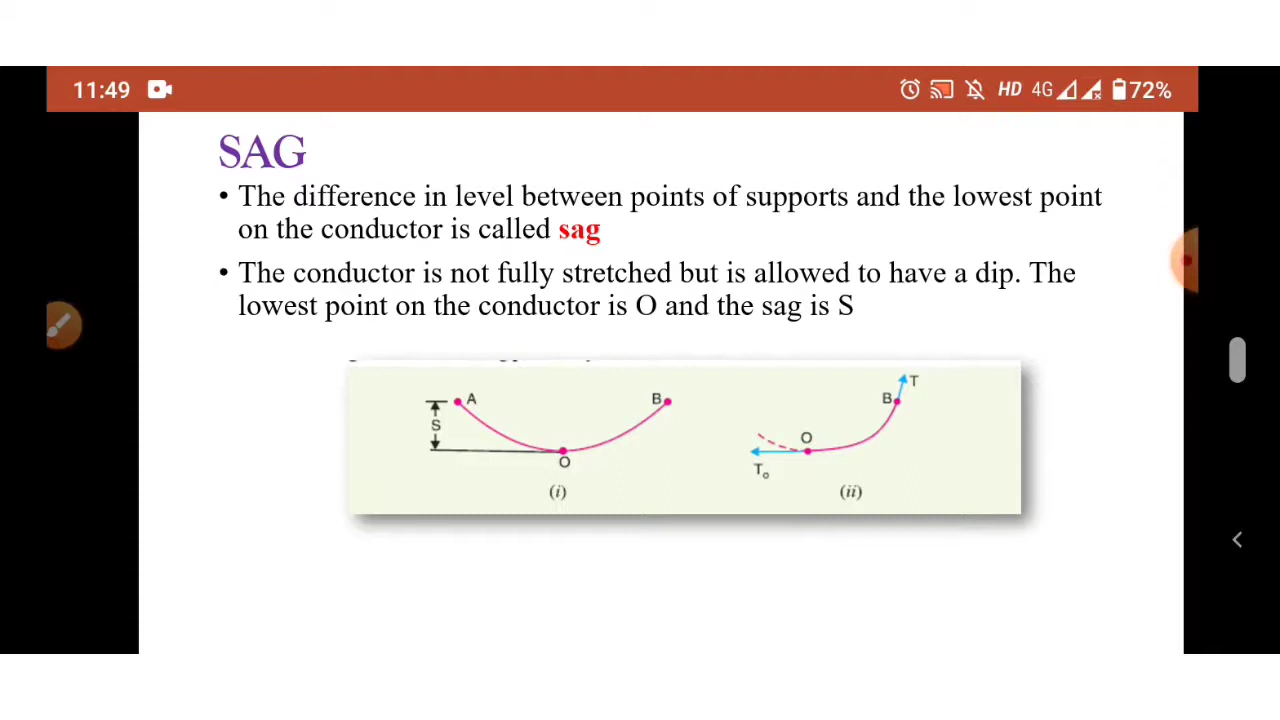 11:49 HD 4G 72%
SAG
• The difference in level between points of supports and the lowest point
on the conductor is called sag
• The conductor is not fully stretched but is allowed to have a dip. The
lowest point on the conductor is O and the sag is S
A B S O
(i)
T B O T₀
(ii)